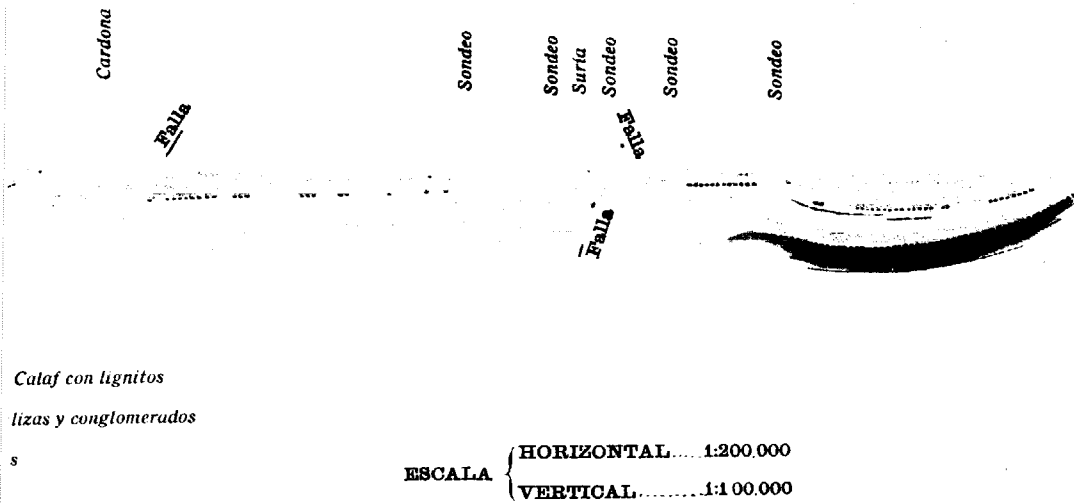 Cardona
Sondeo
Sondeo
Suria
Sondeo
Sondeo
Sondeo
Falla
Falla
Falla
Calaf con lignitos
lizas y conglomerados
s
ESCALA { HORIZONTAL..... 1:200.000
VERTICAL......... 1:100.000